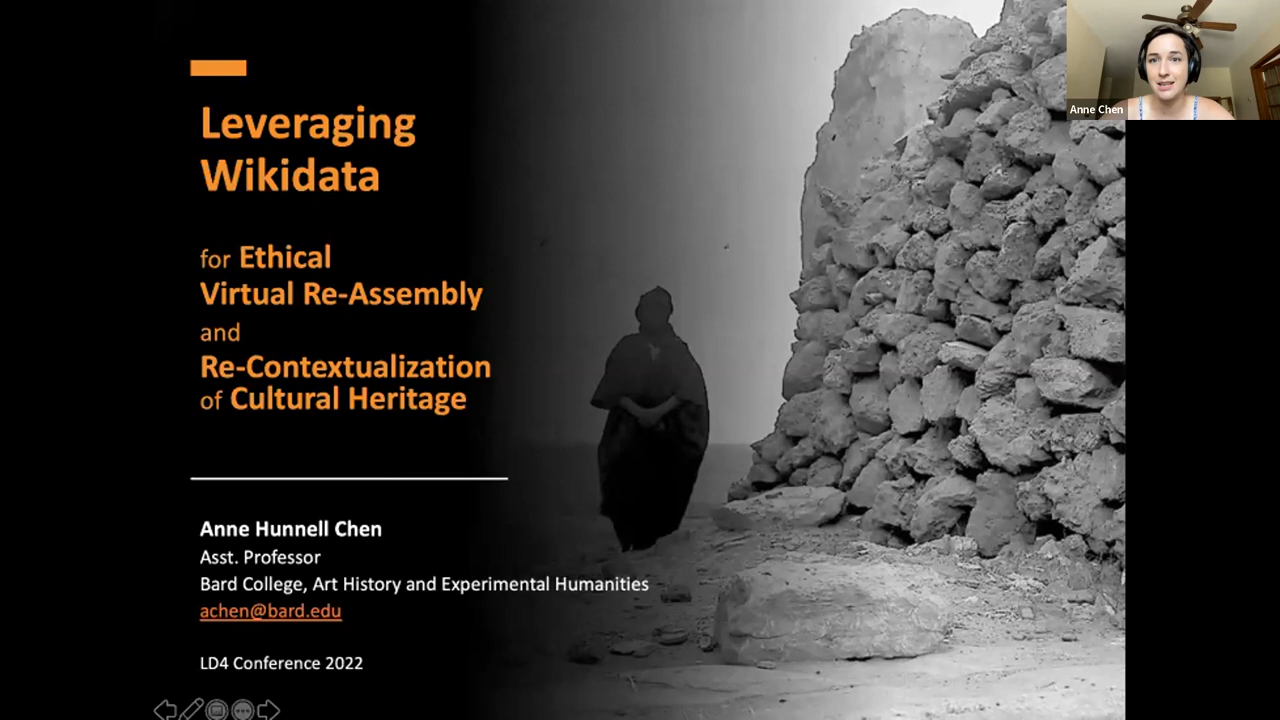 Leveraging
Wikidata
for Ethical
Virtual Re-Assembly
and
Re-Contextualization
of Cultural Heritage
Anne Hunnell Chen
Asst. Professor
Bard College, Art History and Experimental Humanities
achen@bard.edu
LD4 Conference 2022
Anne Chen